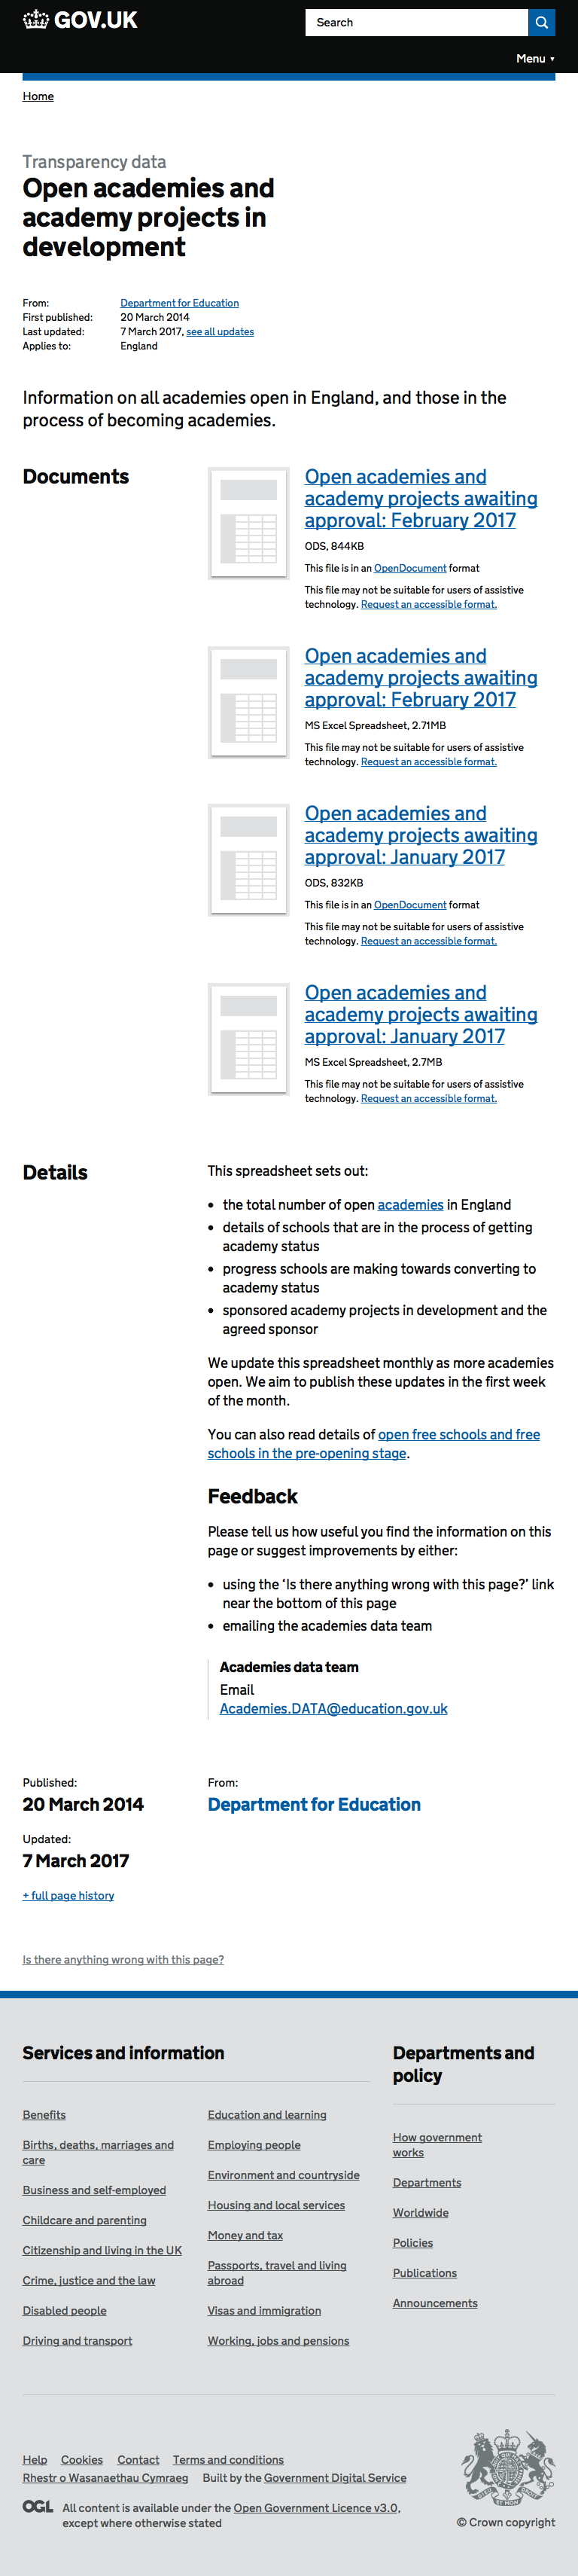 GOV.UK
Search
Menu ▼
Home
Transparency data
Open academies and
academy projects in
development
From: Department for Education
First published: 20 March 2014
Last updated: 7 March 2017, see all updates
Applies to: England
Information on all academies open in England, and those in the
process of becoming academies.
Documents
Open academies and
academy projects awaiting
approval: February 2017
ODS, 844KB
This file is in an OpenDocument format
This file may not be suitable for users of assistive
technology. Request an accessible format.
Open academies and
academy projects awaiting
approval: February 2017
MS Excel Spreadsheet, 2.71MB
This file may not be suitable for users of assistive
technology. Request an accessible format.
Open academies and
academy projects awaiting
approval: January 2017
ODS, 832KB
This file is in an OpenDocument format
This file may not be suitable for users of assistive
technology. Request an accessible format.
Open academies and
academy projects awaiting
approval: January 2017
MS Excel Spreadsheet, 2.7MB
This file may not be suitable for users of assistive
technology. Request an accessible format.
Details
This spreadsheet sets out:
• the total number of open academies in England
• details of schools that are in the process of getting
academy status
• progress schools are making towards converting to
academy status
• sponsored academy projects in development and the
agreed sponsor
We update this spreadsheet monthly as more academies
open. We aim to publish these updates in the first week
of the month.
You can also read details of open free schools and free
schools in the pre-opening stage.
Feedback
Please tell us how useful you find the information on this
page or suggest improvements by either:
• using the ‘Is there anything wrong with this page?’ link
near the bottom of this page
• emailing the academies data team
Academies data team
Email
Academies.DATA@education.gov.uk
Published:
20 March 2014
Updated:
7 March 2017
+ full page history
From:
Department for Education
Is there anything wrong with this page?
Services and information
Benefits
Births, deaths, marriages and
care
Business and self-employed
Childcare and parenting
Citizenship and living in the UK
Crime, justice and the law
Disabled people
Driving and transport
Education and learning
Employing people
Environment and countryside
Housing and local services
Money and tax
Passports, travel and living
abroad
Visas and immigration
Working, jobs and pensions
Departments and
policy
How government
works
Departments
Worldwide
Policies
Publications
Announcements
Help Cookies Contact Terms and conditions
Rhestr o Wasanaethau Cymraeg Built by the Government Digital Service
OGL All content is available under the Open Government Licence v3.0,
except where otherwise stated
© Crown copyright